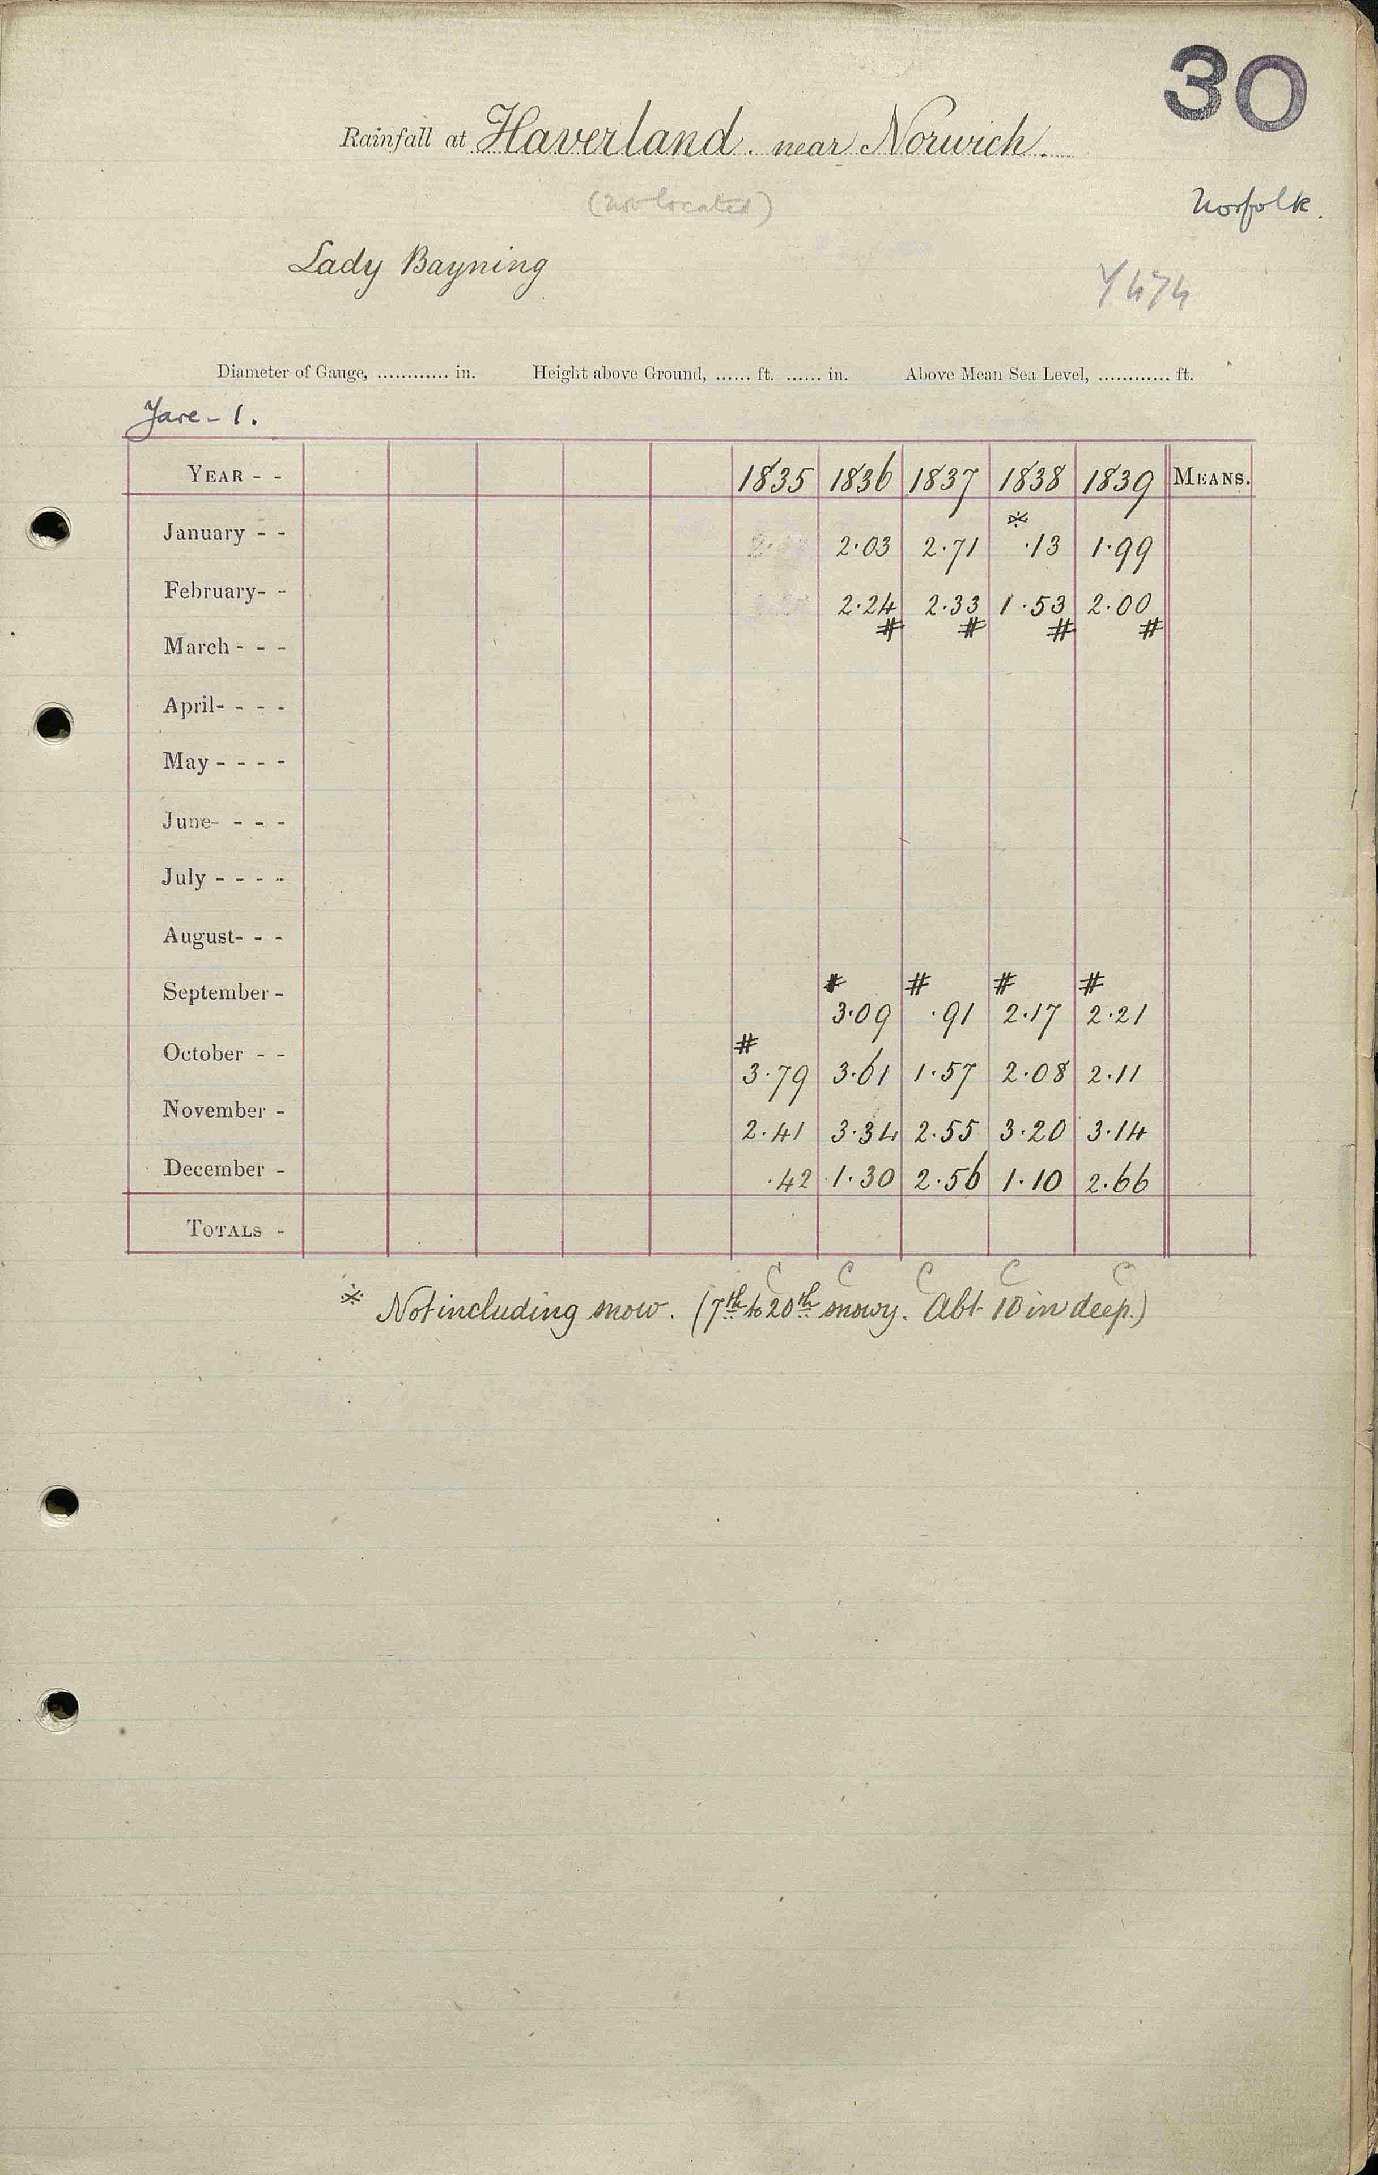 30
Rainfall at Haverland near Norwich.
(not located)
Norfolk.
Lady Bayning
Y474
Diameter of Gauge, ............ in. Height above Ground, ...... ft. ...... in. Above Mean Sea Level, ............ ft.
Yare - 1.
YEAR - - 1835 1836 1837 1838 1839 MEANS.
※
January - - 2.03 2.71 .13 1.99
February- - 2.24 2.33 1.53 2.00
# # # #
March - - -
April- - - -
May - - - -
June- - - -
July - - - -
August- - -
# # # #
September - 3.09 .91 2.17 2.21
#
October - - 3.79 3.61 1.57 2.08 2.11
November - 2.41 3.34 2.55 3.20 3.14
December - .42 1.30 2.56 1.10 2.66
TOTALS -
C C C C C
※ Not including snow. (7th to 20th snowy. Abt 10 in deep.)